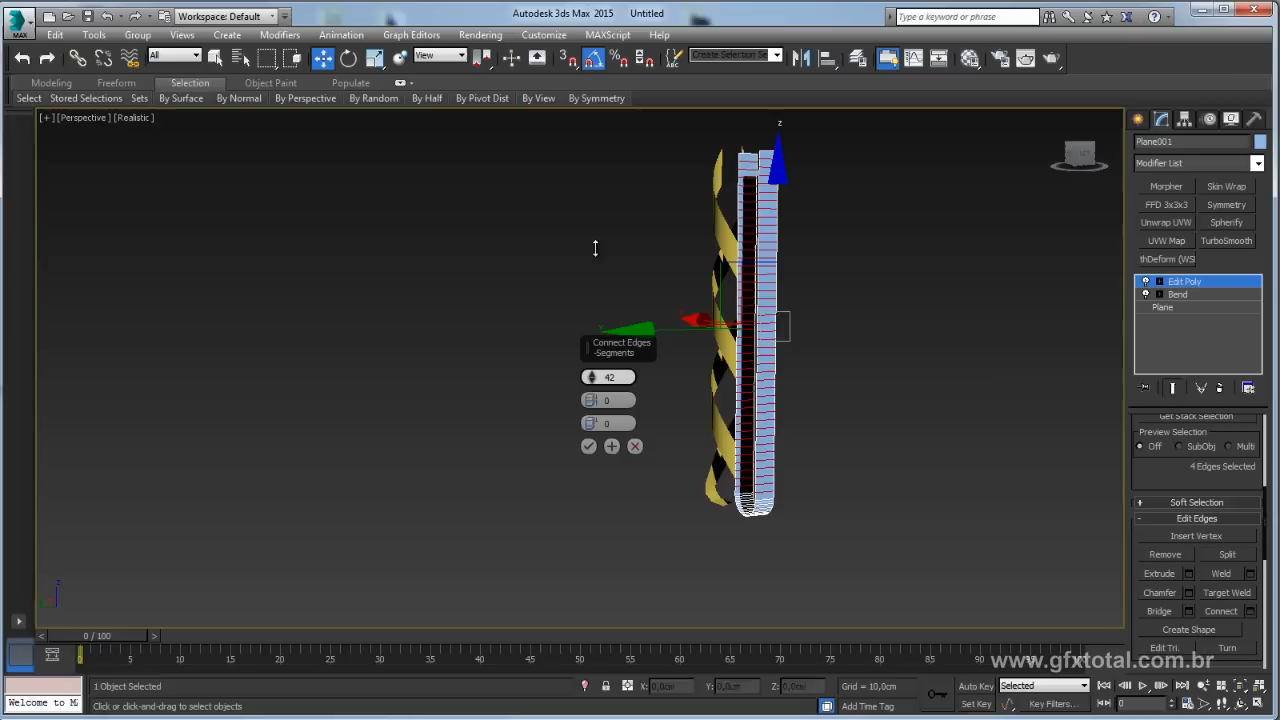 Autodesk 3ds Max 2015 Untitled
Workspace: Default
Type a keyword or phrase
MAX
Edit Tools Group Views Create Modifiers Animation Graph Editors Rendering Customize MAXScript Help
All
View
Create Selection Se
Modeling Freeform Selection Object Paint Populate
Select Stored Selections Sets By Surface By Normal By Perspective By Random By Half By Pivot Dist By View By Symmetry
[+] [Perspective] [Realistic]
z
Connect Edges
-Segments
42
0
0
Plane001
Modifier List
Morpher Skin Wrap
FFD 3x3x3 Symmetry
Unwrap UVW Spherify
UVW Map TurboSmooth
thDeform (WS
Edit Poly
Bend
Plane
Get Stack Selection
Preview Selection
Off SubObj Multi
4 Edges Selected
+ Soft Selection
- Edit Edges
Insert Vertex
Remove Split
Extrude Weld
Chamfer Target Weld
Bridge Connect
Create Shape
Edit Tri. Turn
z
< 0 / 100 >
0 5 10 15 20 25 30 35 40 45 50 55 60 65 70 75 80 85 90
www.gfxtotal.com.br
Welcome to M
1 Object Selected
Click or click-and-drag to select objects
X: 0,0cm Y: 0,0cm Z: 0,0cm Grid = 10,0cm
Add Time Tag
Auto Key Selected
Set Key Key Filters...
0